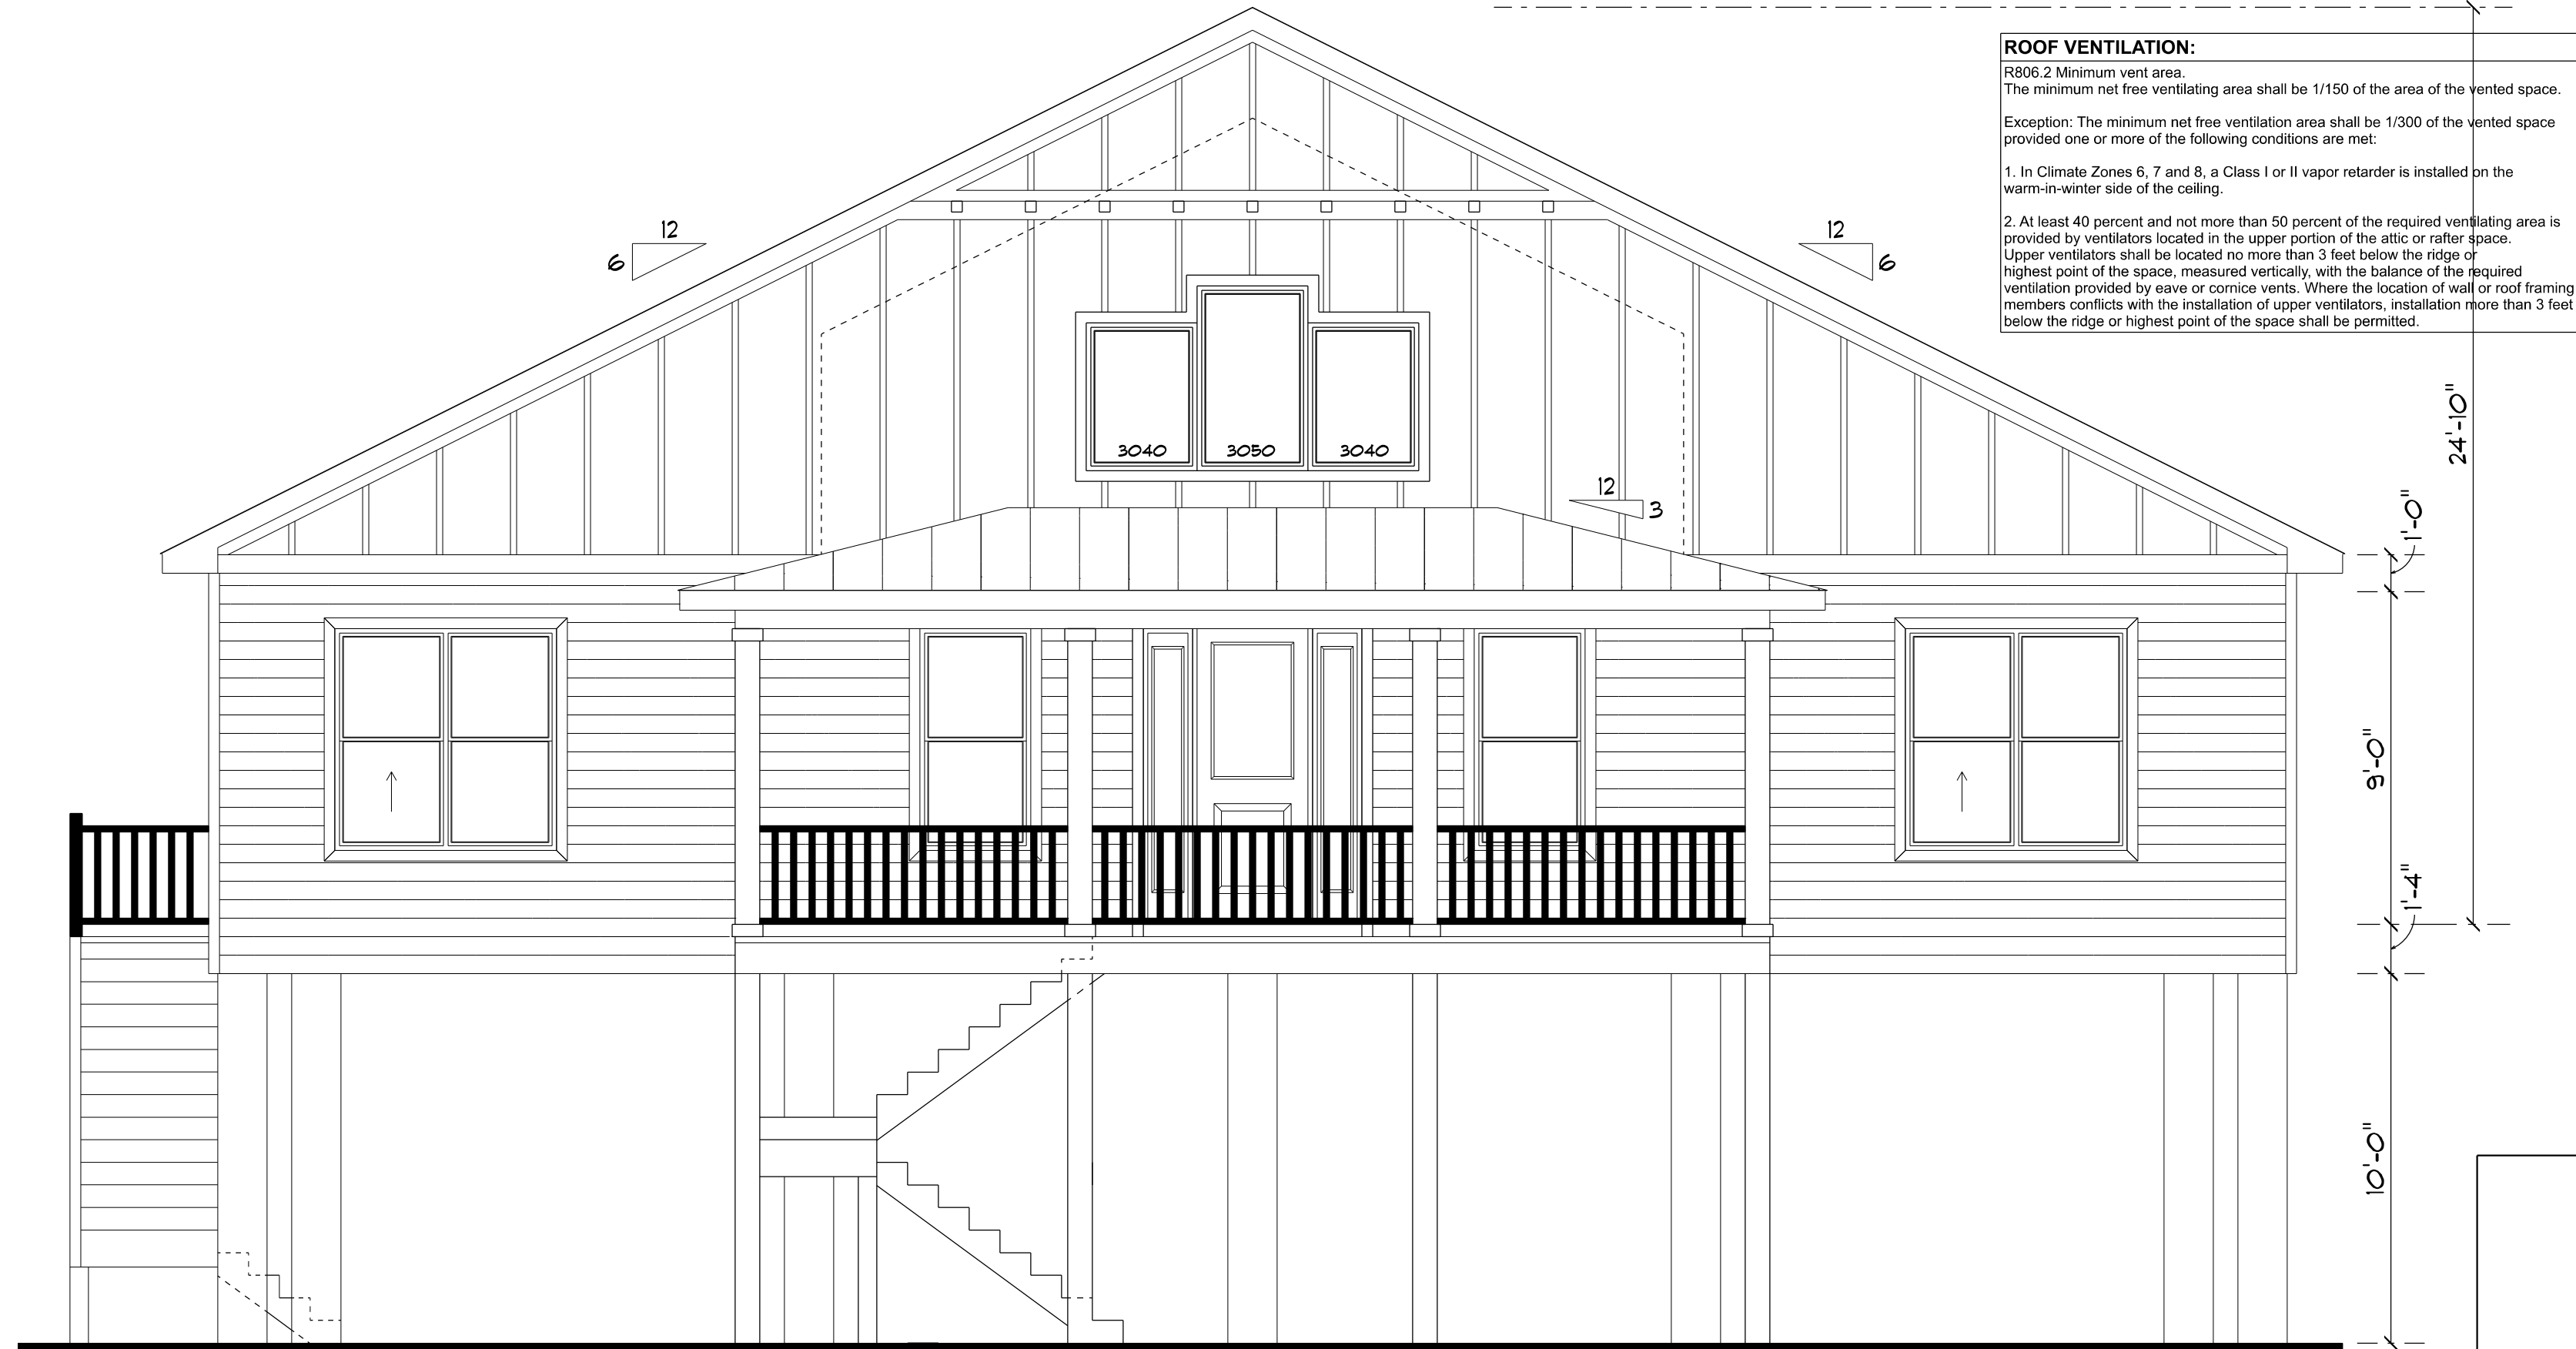 ROOF VENTILATION:
R806.2 Minimum vent area.
The minimum net free ventilating area shall be 1/150 of the area of the vented space.
Exception: The minimum net free ventilation area shall be 1/300 of the vented space
provided one or more of the following conditions are met:
1. In Climate Zones 6, 7 and 8, a Class I or II vapor retarder is installed on the
warm-in-winter side of the ceiling.
2. At least 40 percent and not more than 50 percent of the required ventilating area is
provided by ventilators located in the upper portion of the attic or rafter space.
Upper ventilators shall be located no more than 3 feet below the ridge or
highest point of the space, measured vertically, with the balance of the required
ventilation provided by eave or cornice vents. Where the location of wall or roof framing
members conflicts with the installation of upper ventilators, installation more than 3 feet
below the ridge or highest point of the space shall be permitted.
12
6
12
6
3040
3050
3040
12
3
24'-10"
1'-0"
9'-0"
1'-4"
10'-0"